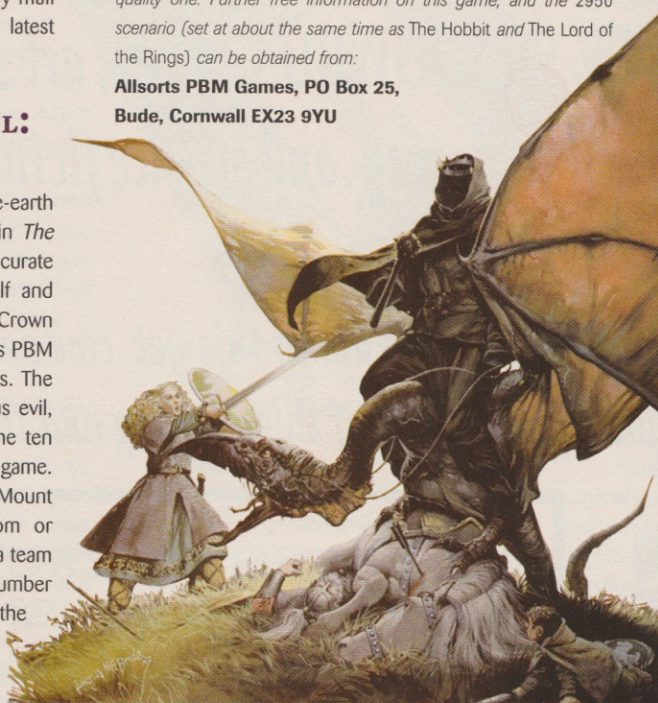 y mail
latest
L:
quality one. Further free information on this game, and the 2950
scenario (set at about the same time as The Hobbit and The Lord of
the Rings) can be obtained from:
Allsorts PBM Games, PO Box 25,
Bude, Cornwall EX23 9YU
e-earth
in The
curate
lf and
Crown
s PBM
s. The
us evil,
he ten
game.
Mount
om or
a team
umber
the